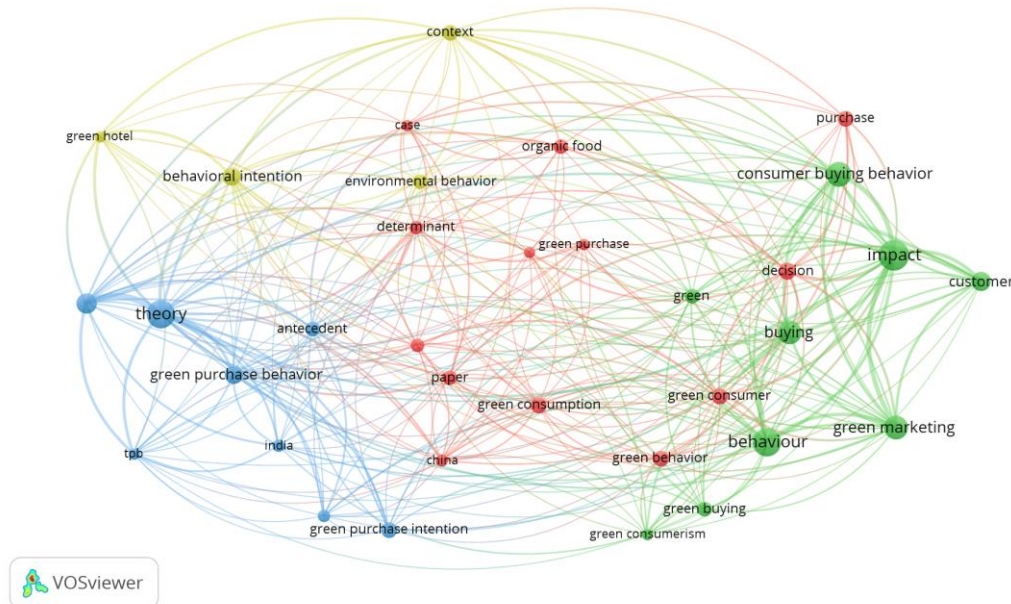 context
green hotel
case
purchase
organic food
behavioral intention
environmental behavior
consumer buying behavior
determinant
green purchase
impact
decision
customer
green
theory
antecedent
buying
green purchase behavior
paper
green consumer
green consumption
green marketing
behaviour
india
tpb
china
green behavior
green buying
green purchase intention
green consumerism
VOSviewer